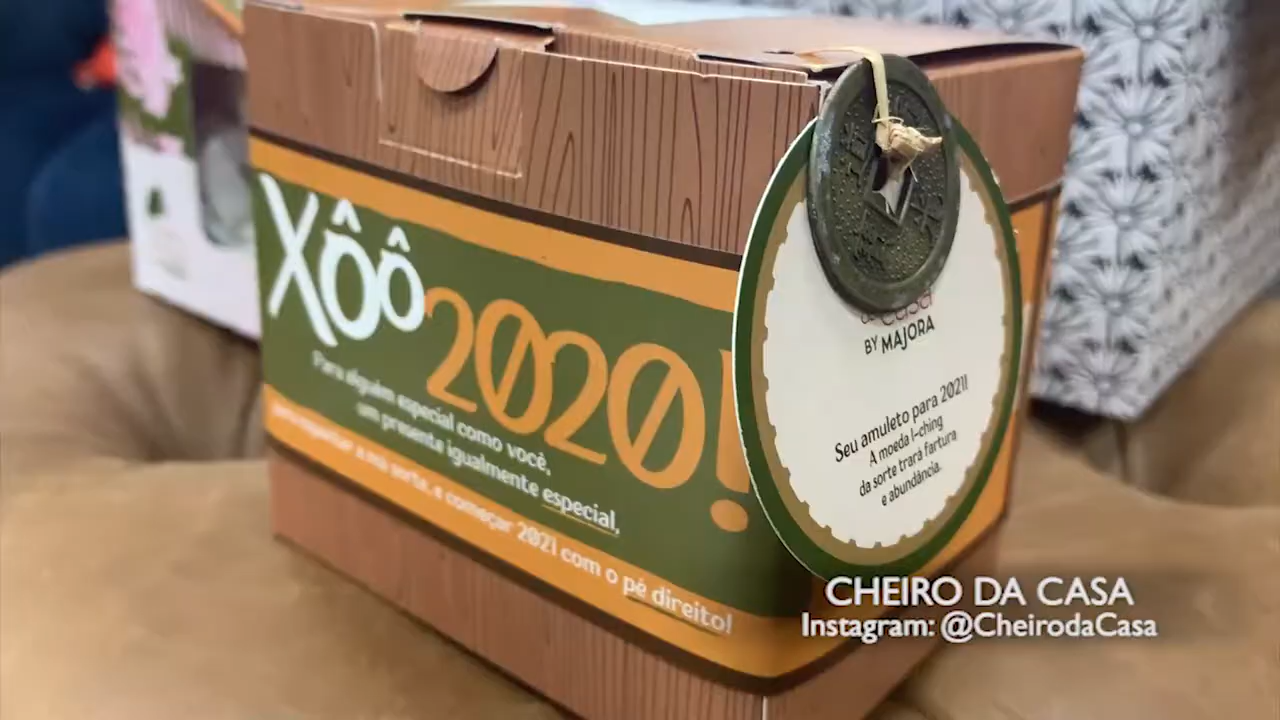 Xôô 2020!
Para alguém especial como você,
um presente igualmente especial,
para espantar a má sorte, e começar 2021 com o pé direito!
casa
BY MAJORA
Seu amuleto para 2021!
A moeda I-ching
da sorte trará fartura
e abundância.
CHEIRO DA CASA
Instagram: @CheirodaCasa